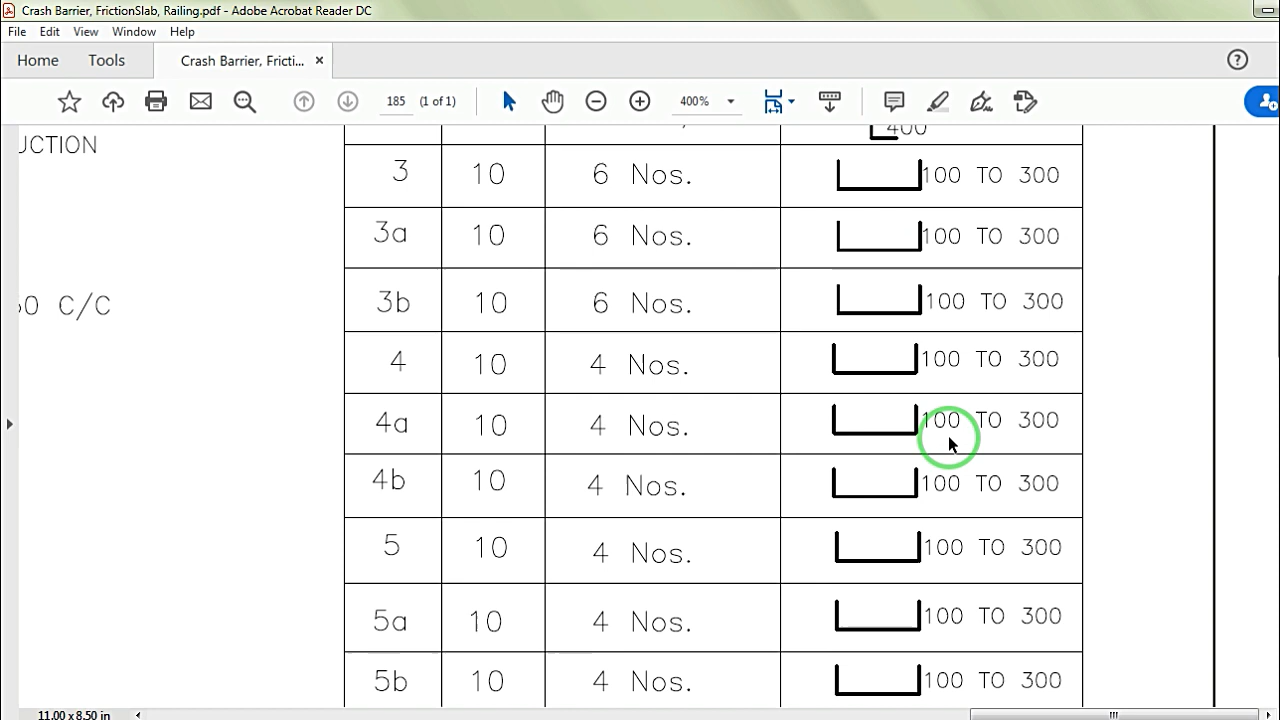 Crash Barrier, FrictionSlab, Railing.pdf - Adobe Acrobat Reader DC
File Edit View Window Help
Home Tools Crash Barrier, Fricti... ×
185 (1 of 1) 400%
400
UCTION
3 10 6 Nos. 100 TO 300
3a 10 6 Nos. 100 TO 300
3b 10 6 Nos. 100 TO 300
0 C/C
4 10 4 Nos. 100 TO 300
4a 10 4 Nos. 100 TO 300
4b 10 4 Nos. 100 TO 300
5 10 4 Nos. 100 TO 300
5a 10 4 Nos. 100 TO 300
5b 10 4 Nos. 100 TO 300
11.00 x 8.50 in